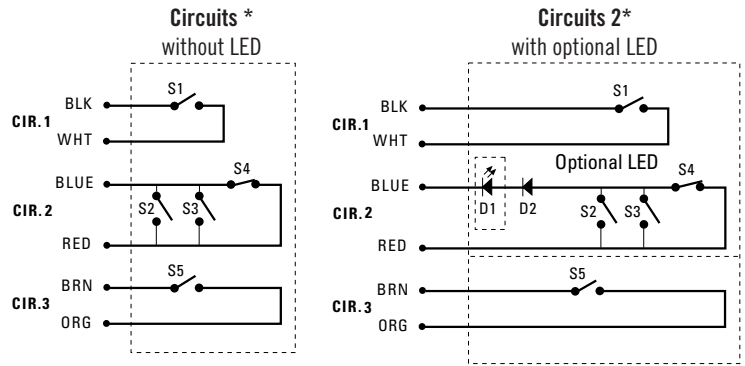 Circuits *
without LED
S1
BLK
CIR.1
WHT
S4
BLUE
S2 S3
CIR.2
RED
S5
BRN
CIR.3
ORG
Circuits 2*
with optional LED
S1
BLK
CIR.1
WHT
Optional LED S4
BLUE
D1 D2 S2 S3
CIR.2
RED
S5
BRN
CIR.3
ORG